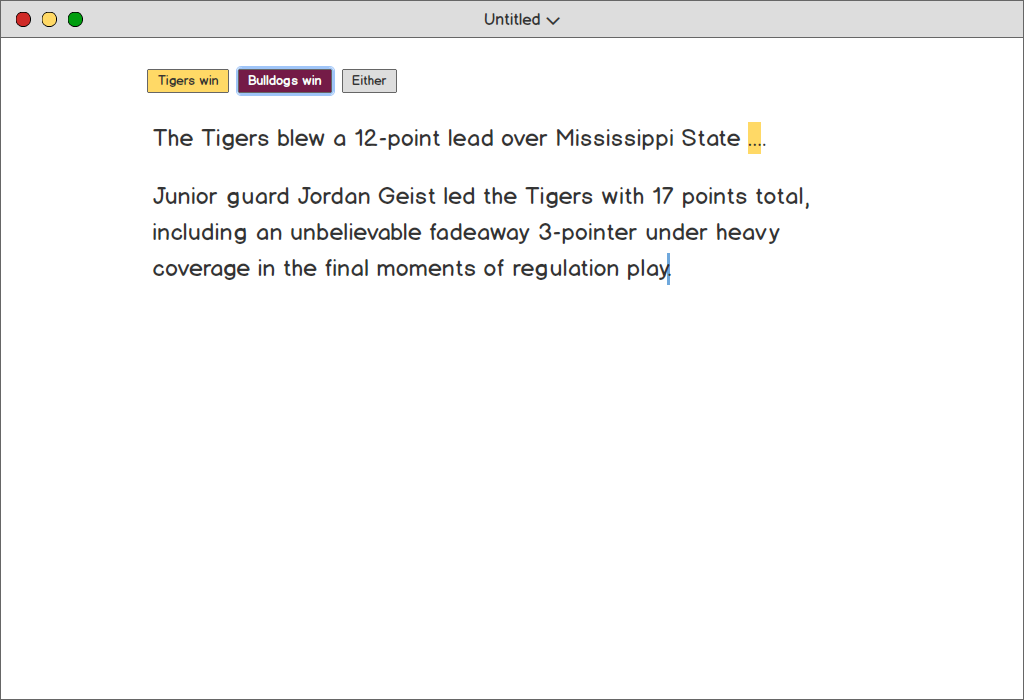 Untitled
Tigers win Bulldogs win Either
The Tigers blew a 12-point lead over Mississippi State ....
Junior guard Jordan Geist led the Tigers with 17 points total,
including an unbelievable fadeaway 3-pointer under heavy
coverage in the final moments of regulation play.